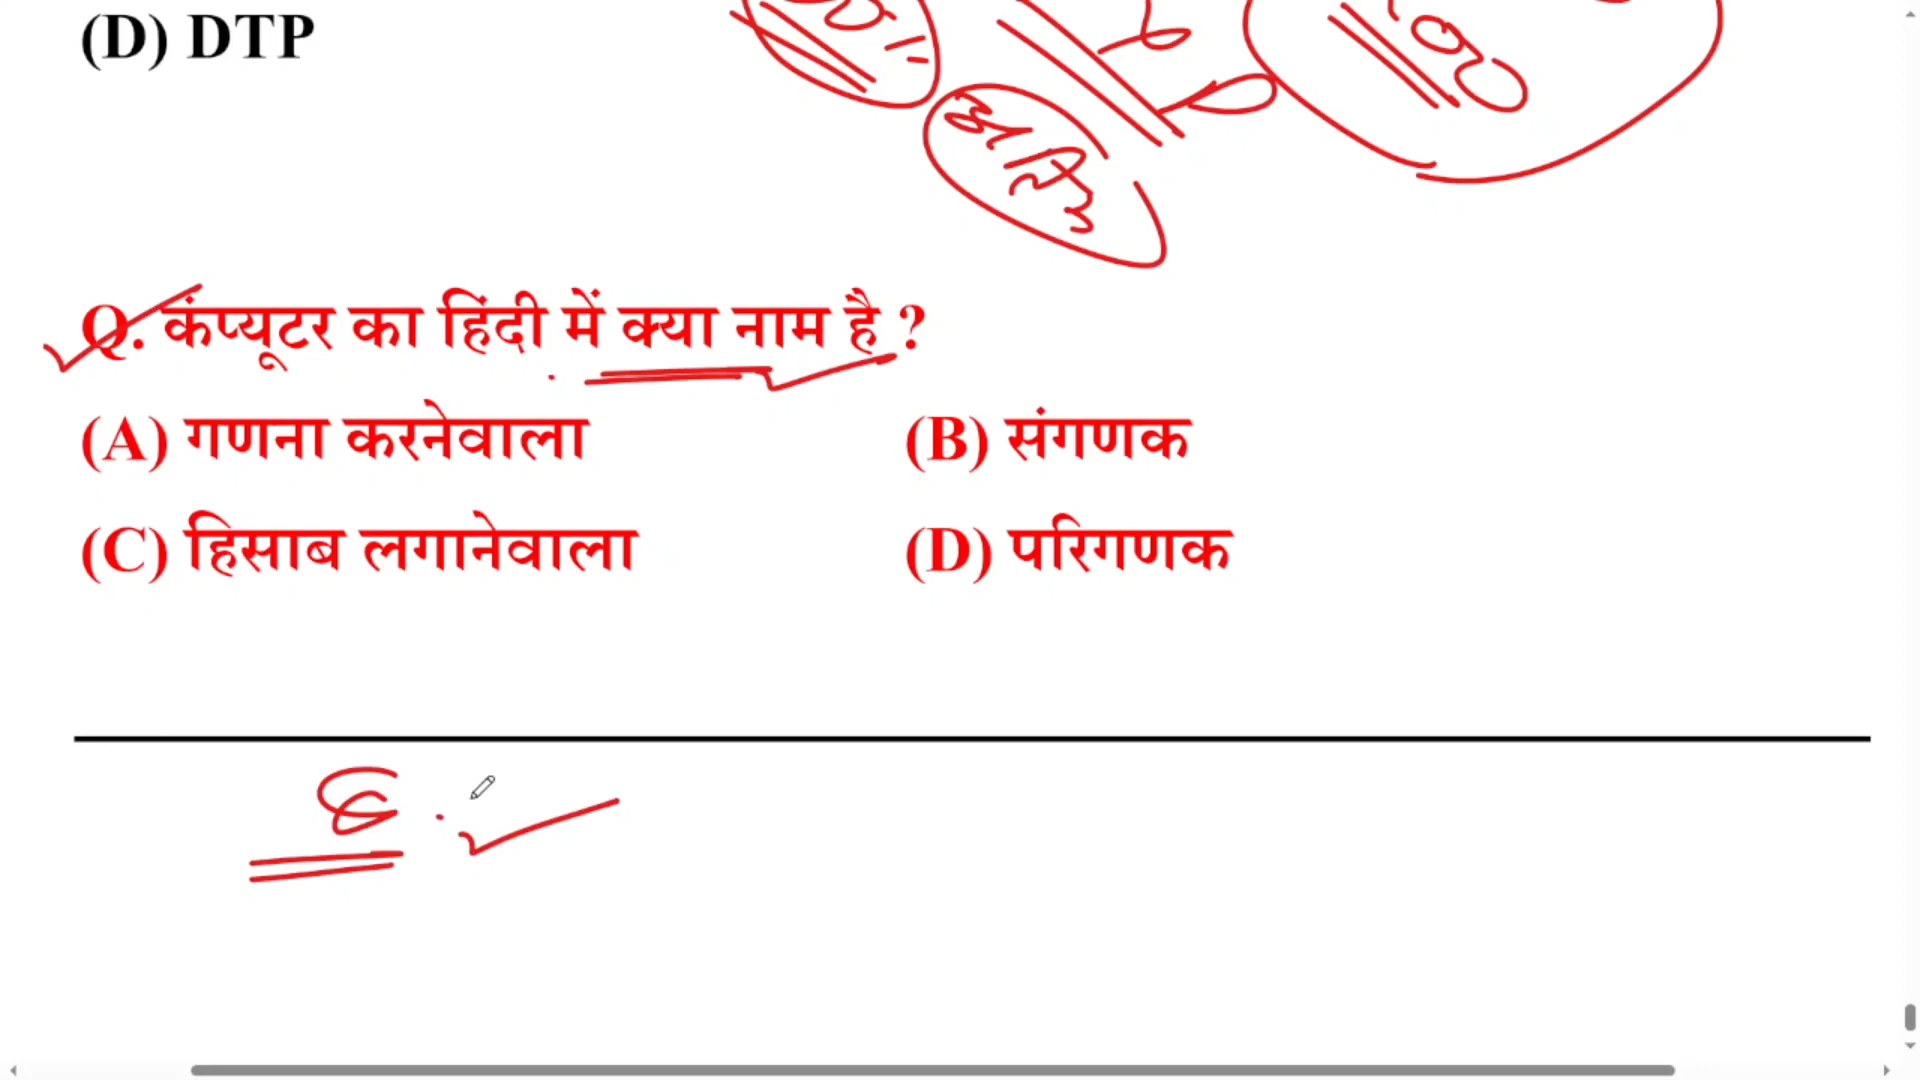 (D) DTP
Q. कंप्यूटर का हिंदी में क्या नाम है ?
(A) गणना करनेवाला
(B) संगणक
(C) हिसाब लगानेवाला
(D) परिगणक